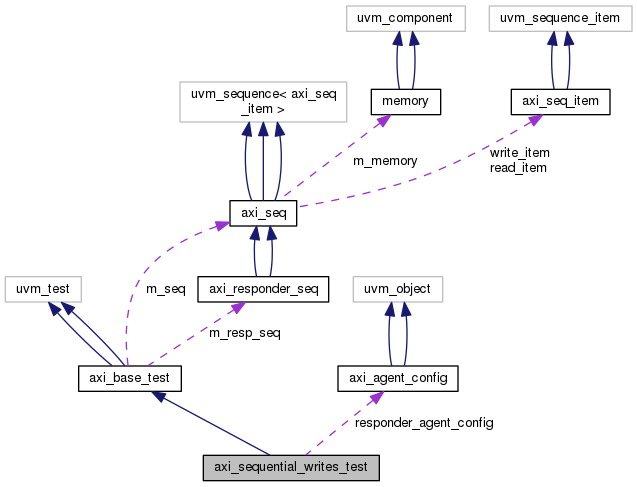 uvm_component
uvm_sequence_item
uvm_sequence< axi_seq
_item >
memory
axi_seq_item
m_memory
write_item
read_item
axi_seq
uvm_test
m_seq
axi_responder_seq
uvm_object
m_resp_seq
axi_base_test
axi_agent_config
responder_agent_config
axi_sequential_writes_test